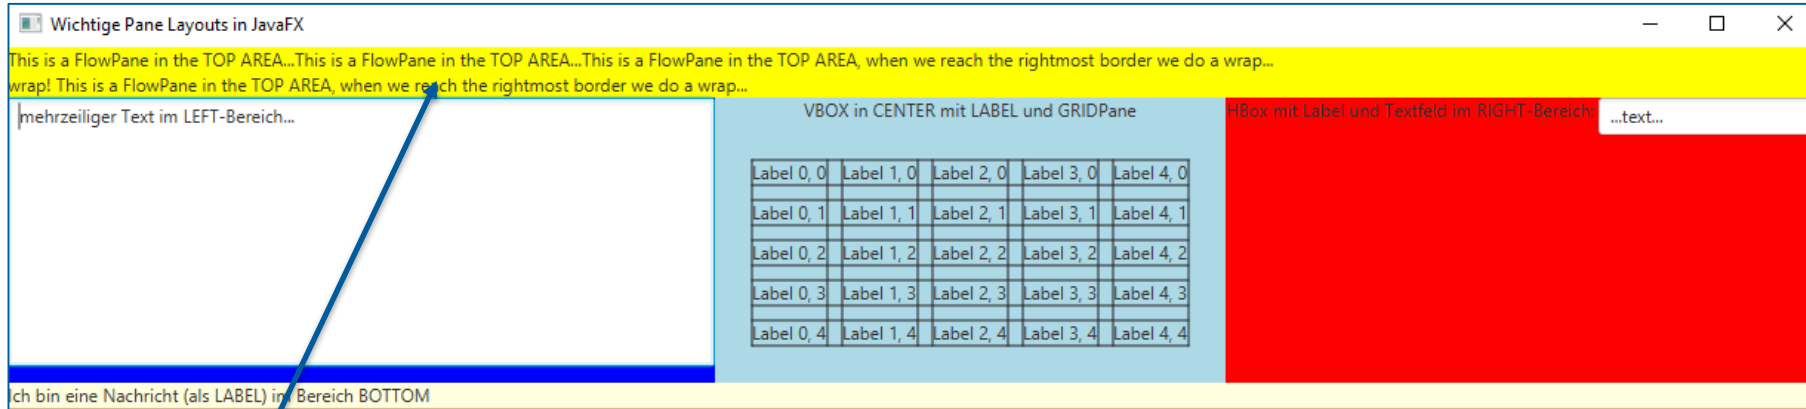 Wichtige Pane Layouts in JavaFX
This is a FlowPane in the TOP AREA...This is a FlowPane in the TOP AREA...This is a FlowPane in the TOP AREA, when we reach the rightmost border we do a wrap...
wrap! This is a FlowPane in the TOP AREA, when we reach the rightmost border we do a wrap...
mehrzeiliger Text im LEFT-Bereich...
VBOX in CENTER mit LABEL und GRIDPane
Label 0, 0 Label 1, 0 Label 2, 0 Label 3, 0 Label 4, 0
Label 0, 1 Label 1, 1 Label 2, 1 Label 3, 1 Label 4, 1
Label 0, 2 Label 1, 2 Label 2, 2 Label 3, 2 Label 4, 2
Label 0, 3 Label 1, 3 Label 2, 3 Label 3, 3 Label 4, 3
Label 0, 4 Label 1, 4 Label 2, 4 Label 3, 4 Label 4, 4
HBox mit Label und Textfeld im RIGHT-Bereich: ...text...
Ich bin eine Nachricht (als LABEL) im Bereich BOTTOM